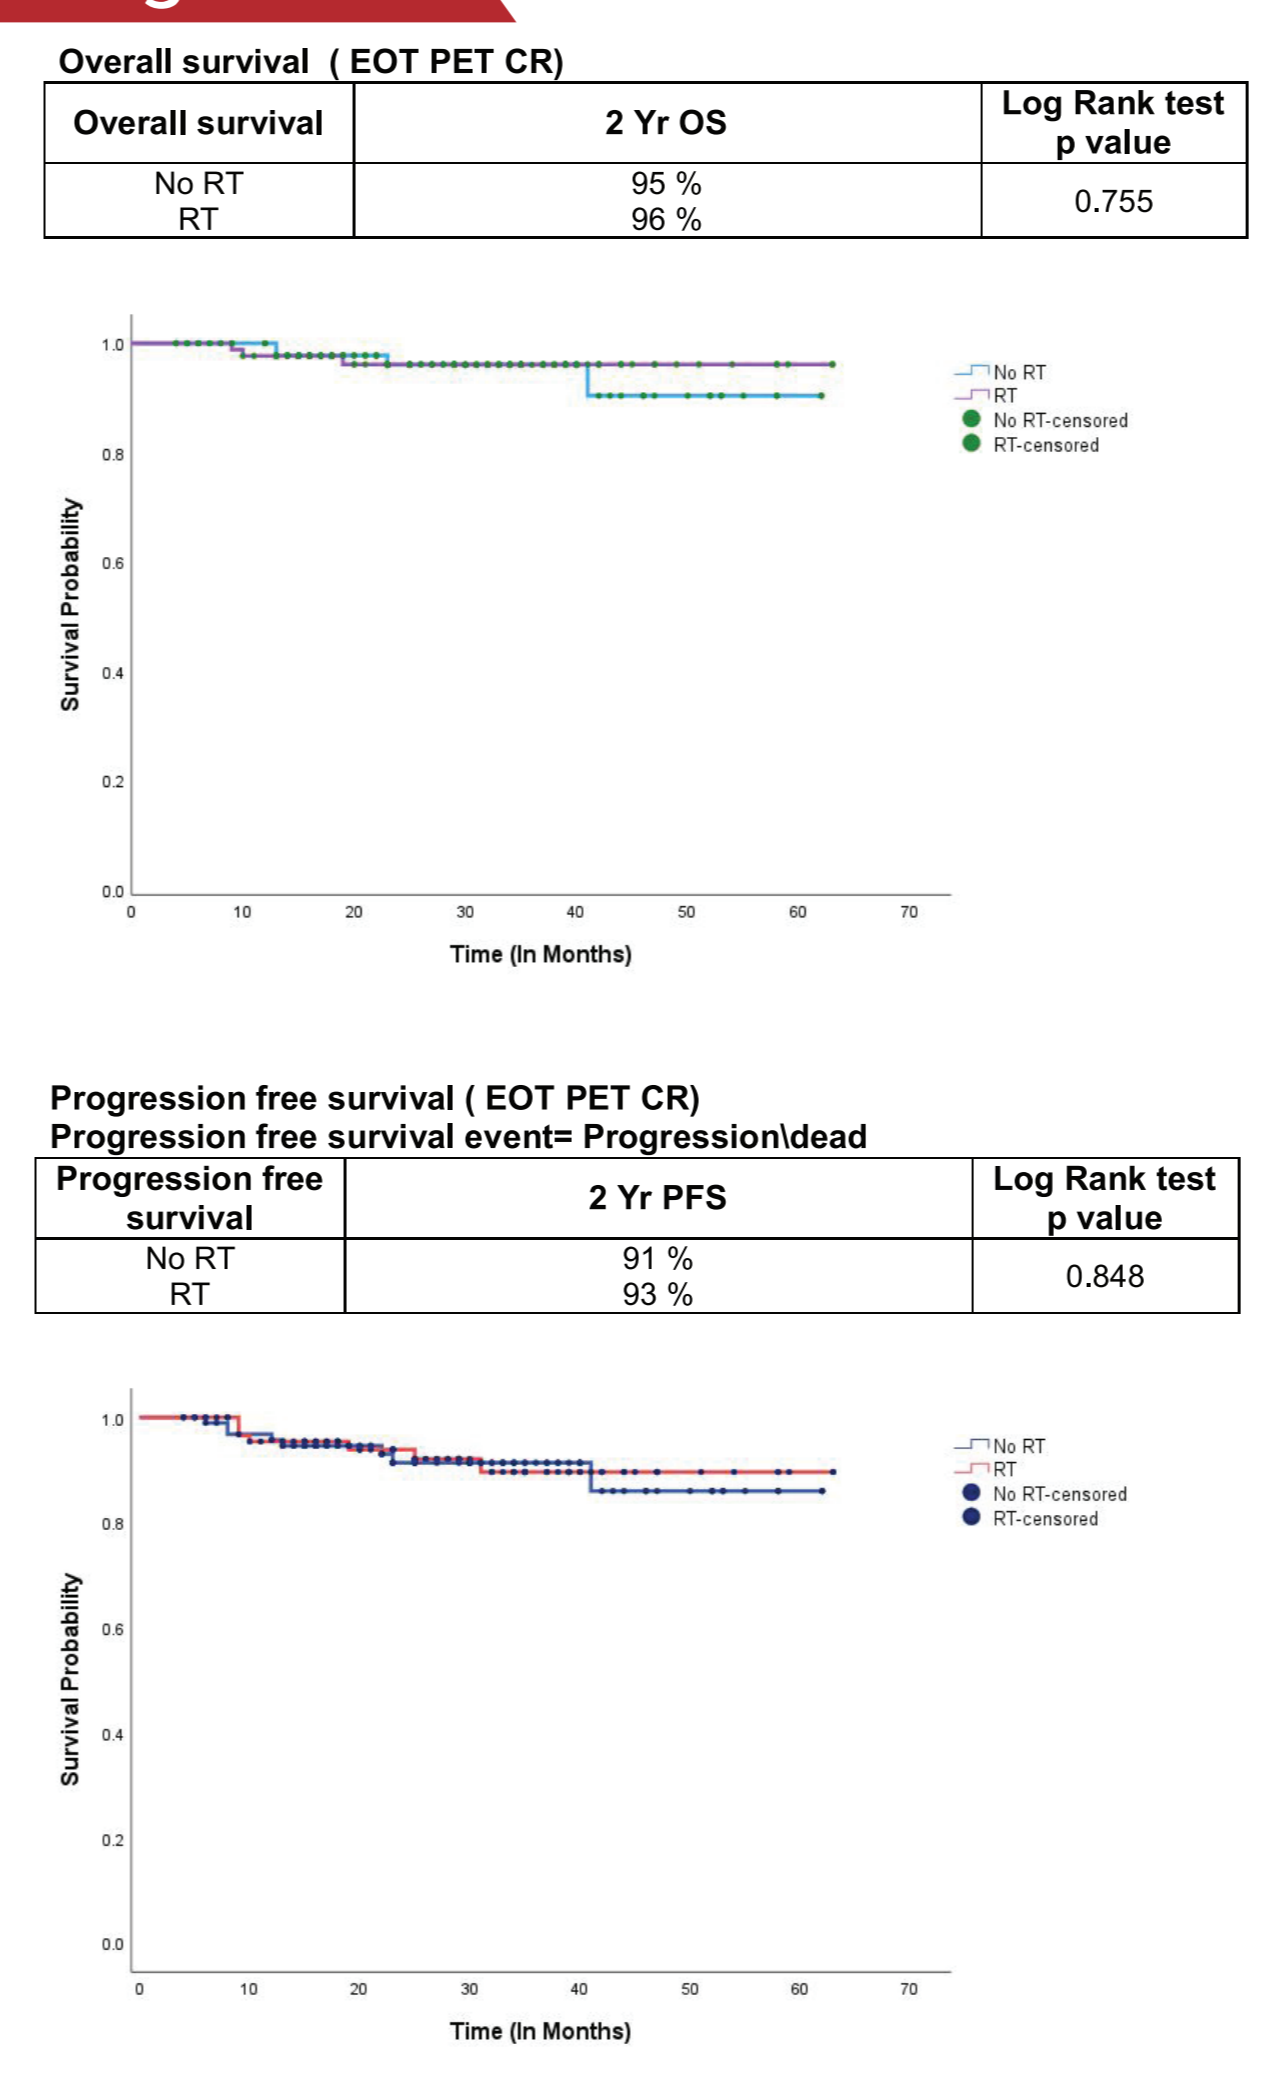 Overall survival ( EOT PET CR)
Overall survival 2 Yr OS Log Rank test p value
No RT 95 % 0.755
RT 96 %
1.0
0.8
0.6
0.4
0.2
0.0
Survival Probability
0 10 20 30 40 50 60 70
Time (In Months)
No RT
RT
No RT-censored
RT-censored
Progression free survival ( EOT PET CR)
Progression free survival event= Progression\dead
Progression free survival 2 Yr PFS Log Rank test p value
No RT 91 % 0.848
RT 93 %
1.0
0.8
0.6
0.4
0.2
0.0
Survival Probability
0 10 20 30 40 50 60 70
Time (In Months)
No RT
RT
No RT-censored
RT-censored